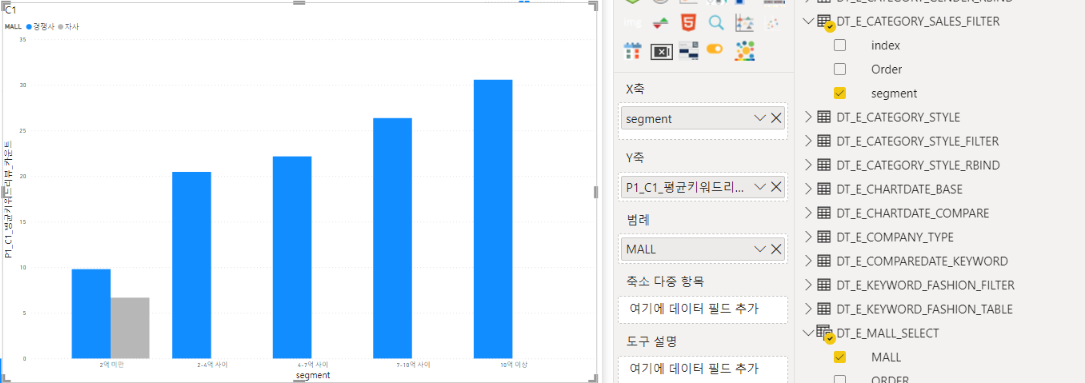 C1
MALL 경쟁사 자사
35
30
25
20
15
10
5
0
P1_C1_평균키워드리뷰_카운트
2억 미만
2~4억 사이
4~7억 사이
7~10억 사이
10억 이상
segment
X축
segment
Y축
P1_C1_평균키워드리...
범례
MALL
축소 다중 항목
여기에 데이터 필드 추가
도구 설명
여기에 데이터 필드 추가
DT_E_CATEGORY_GENDER_RBIND
DT_E_CATEGORY_SALES_FILTER
index
Order
segment
DT_E_CATEGORY_STYLE
DT_E_CATEGORY_STYLE_FILTER
DT_E_CATEGORY_STYLE_RBIND
DT_E_CHARTDATE_BASE
DT_E_CHARTDATE_COMPARE
DT_E_COMPANY_TYPE
DT_E_COMPAREDATE_KEYWORD
DT_E_KEYWORD_FASHION_FILTER
DT_E_KEYWORD_FASHION_TABLE
DT_E_MALL_SELECT
MALL
ORDER